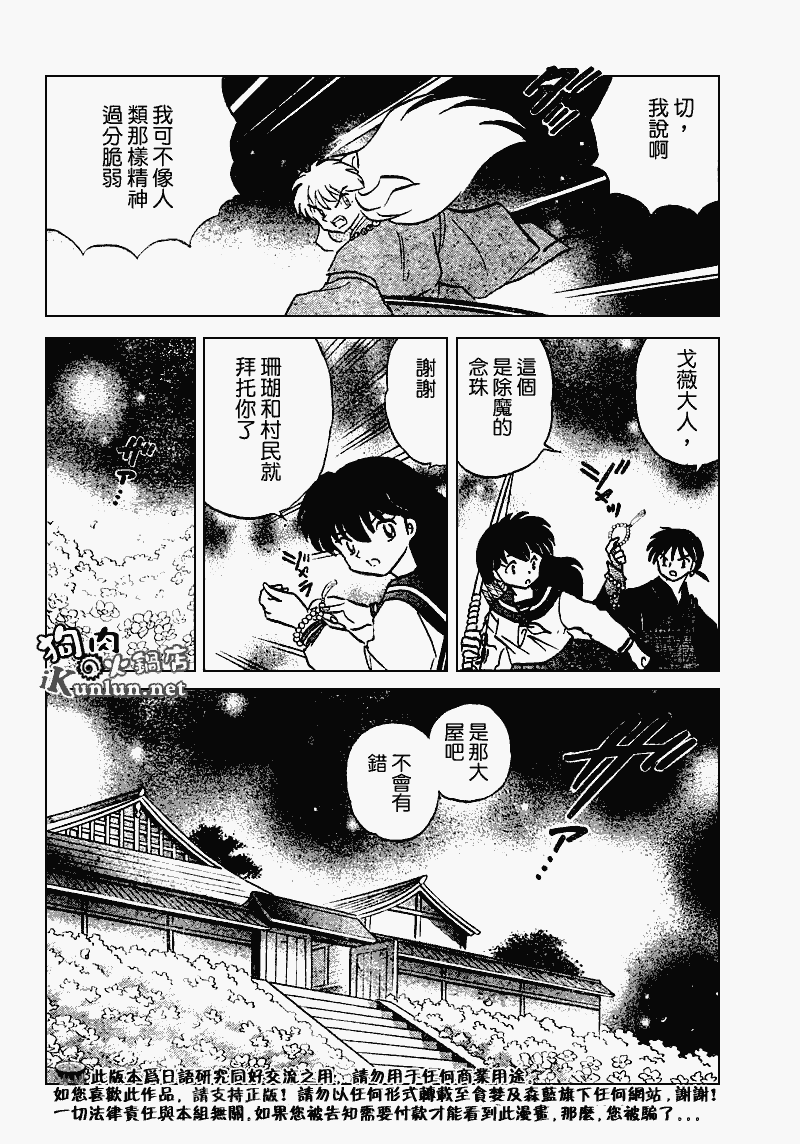 切，
我說啊
我可不像人
類那樣精神
過分脆弱
戈薇大人，
這個
是除魔的
念珠
謝謝
珊瑚和村民就
拜托你了
ザァ…
狗肉
火鍋店
iKunlun.net
是那大
屋吧
不會有
錯
ザァ…
此版本爲日語研究同好交流之用，請勿用于任何商業用途，
如您喜歡此作品，請支持正版！請勿以任何形式轉載至貪婪及森藍旗下任何網站，謝謝！
一切法律責任與本組無關，如果您被告知需要付款才能看到此漫畫，那麽，您被騙了...